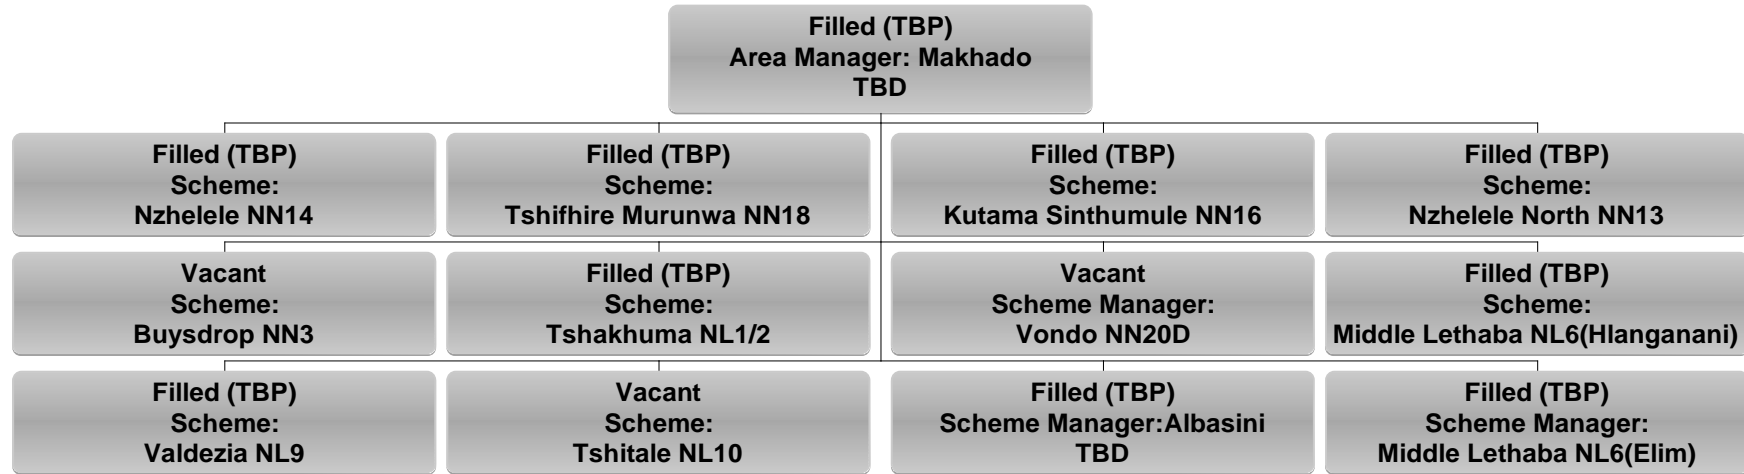 Filled (TBP)
Area Manager: Makhado
TBD
Filled (TBP)
Scheme:
Nzhelele NN14
Filled (TBP)
Scheme:
Tshifhire Murunwa NN18
Filled (TBP)
Scheme:
Kutama Sinthumule NN16
Filled (TBP)
Scheme:
Nzhelele North NN13
Vacant
Scheme:
Buysdrop NN3
Filled (TBP)
Scheme:
Tshakhuma NL1/2
Vacant
Scheme Manager:
Vondo NN20D
Filled (TBP)
Scheme:
Middle Lethaba NL6(Hlanganani)
Filled (TBP)
Scheme:
Valdezia NL9
Vacant
Scheme:
Tshitale NL10
Filled (TBP)
Scheme Manager:Albasini
TBD
Filled (TBP)
Scheme Manager:
Middle Lethaba NL6(Elim)